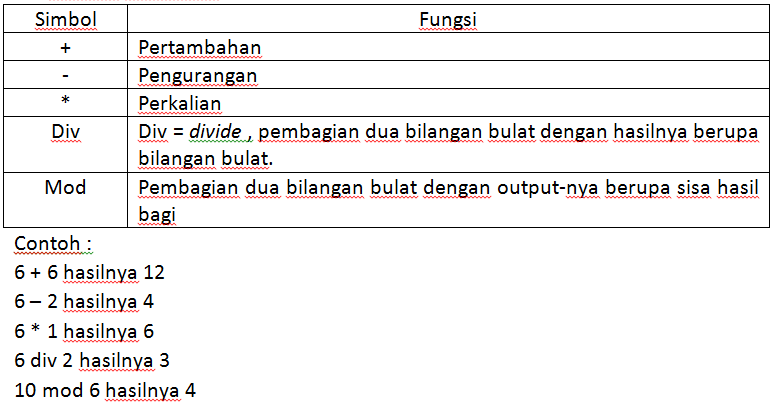 Simbol Fungsi
+ Pertambahan
- Pengurangan
* Perkalian
Div Div = divide , pembagian dua bilangan bulat dengan hasilnya berupa
bilangan bulat.
Mod Pembagian dua bilangan bulat dengan output-nya berupa sisa hasil
bagi
Contoh :
6 + 6 hasilnya 12
6 – 2 hasilnya 4
6 * 1 hasilnya 6
6 div 2 hasilnya 3
10 mod 6 hasilnya 4